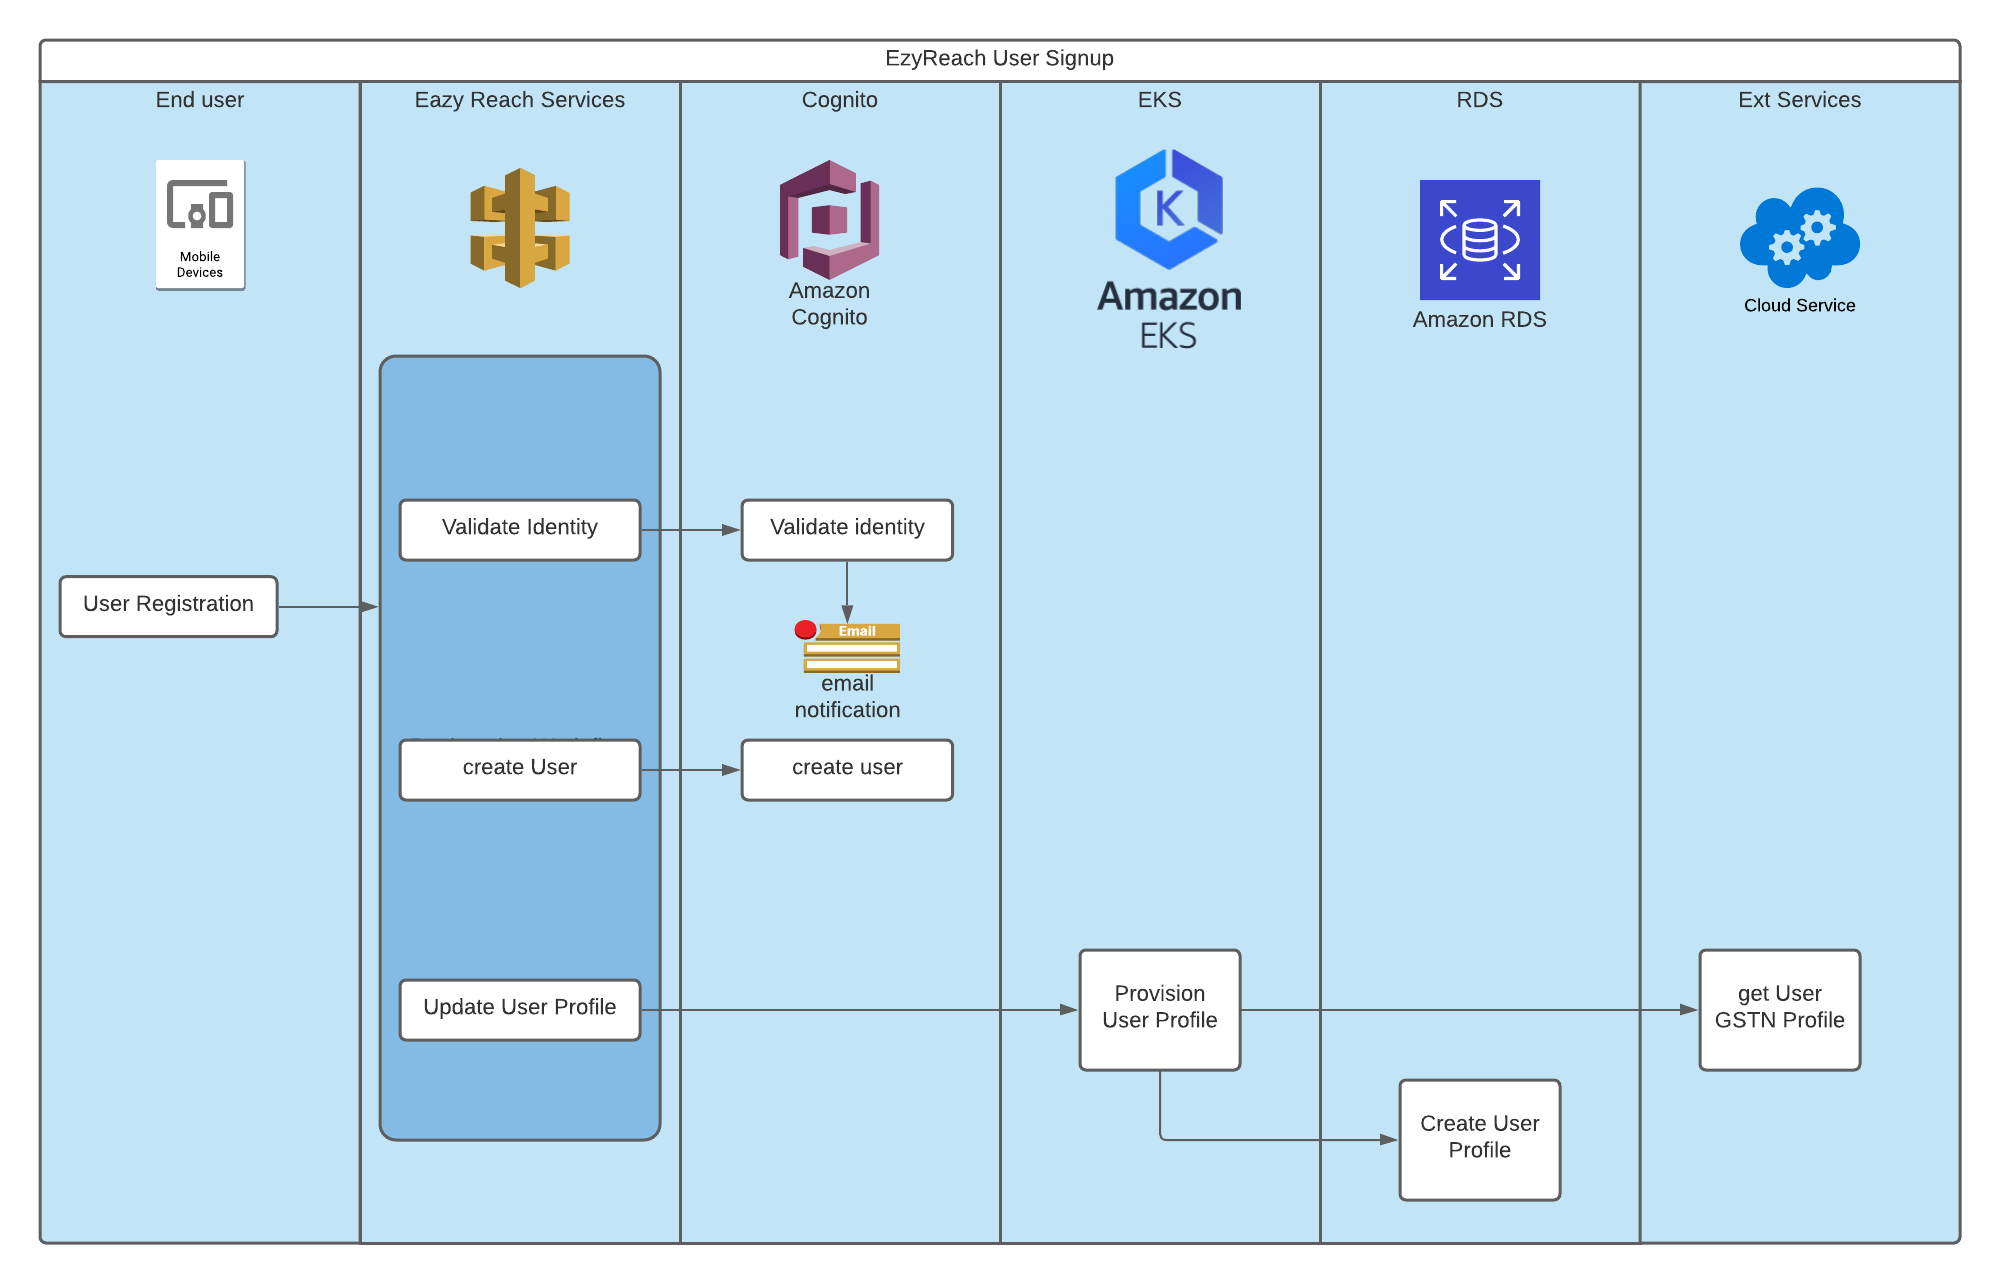 EzyReach User Signup
End user
Eazy Reach Services
Cognito
EKS
RDS
Ext Services
Mobile
Devices
Amazon
Cognito
Amazon
EKS
Amazon RDS
Cloud Service
Validate Identity
Validate identity
User Registration
Email
email
notification
create User
create user
Update User Profile
Provision
User Profile
get User
GSTN Profile
Create User
Profile